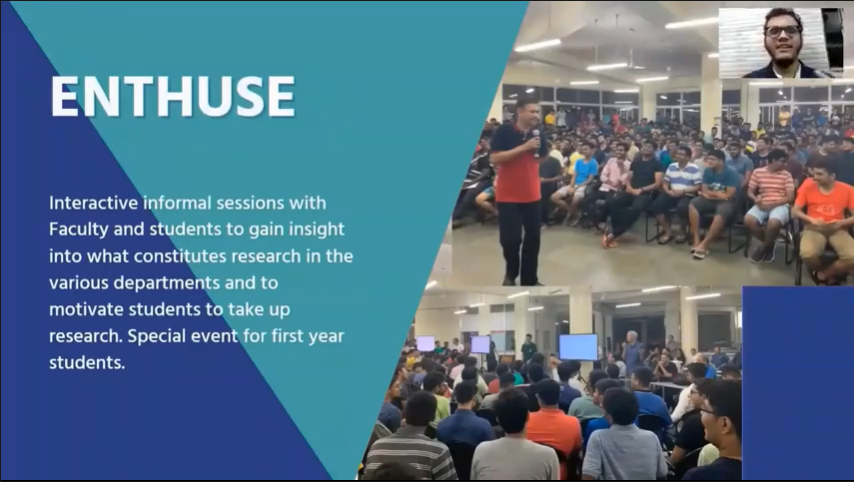 ENTHUSE
Interactive informal sessions with
Faculty and students to gain insight
into what constitutes research in the
various departments and to
motivate students to take up
research. Special event for first year
students.